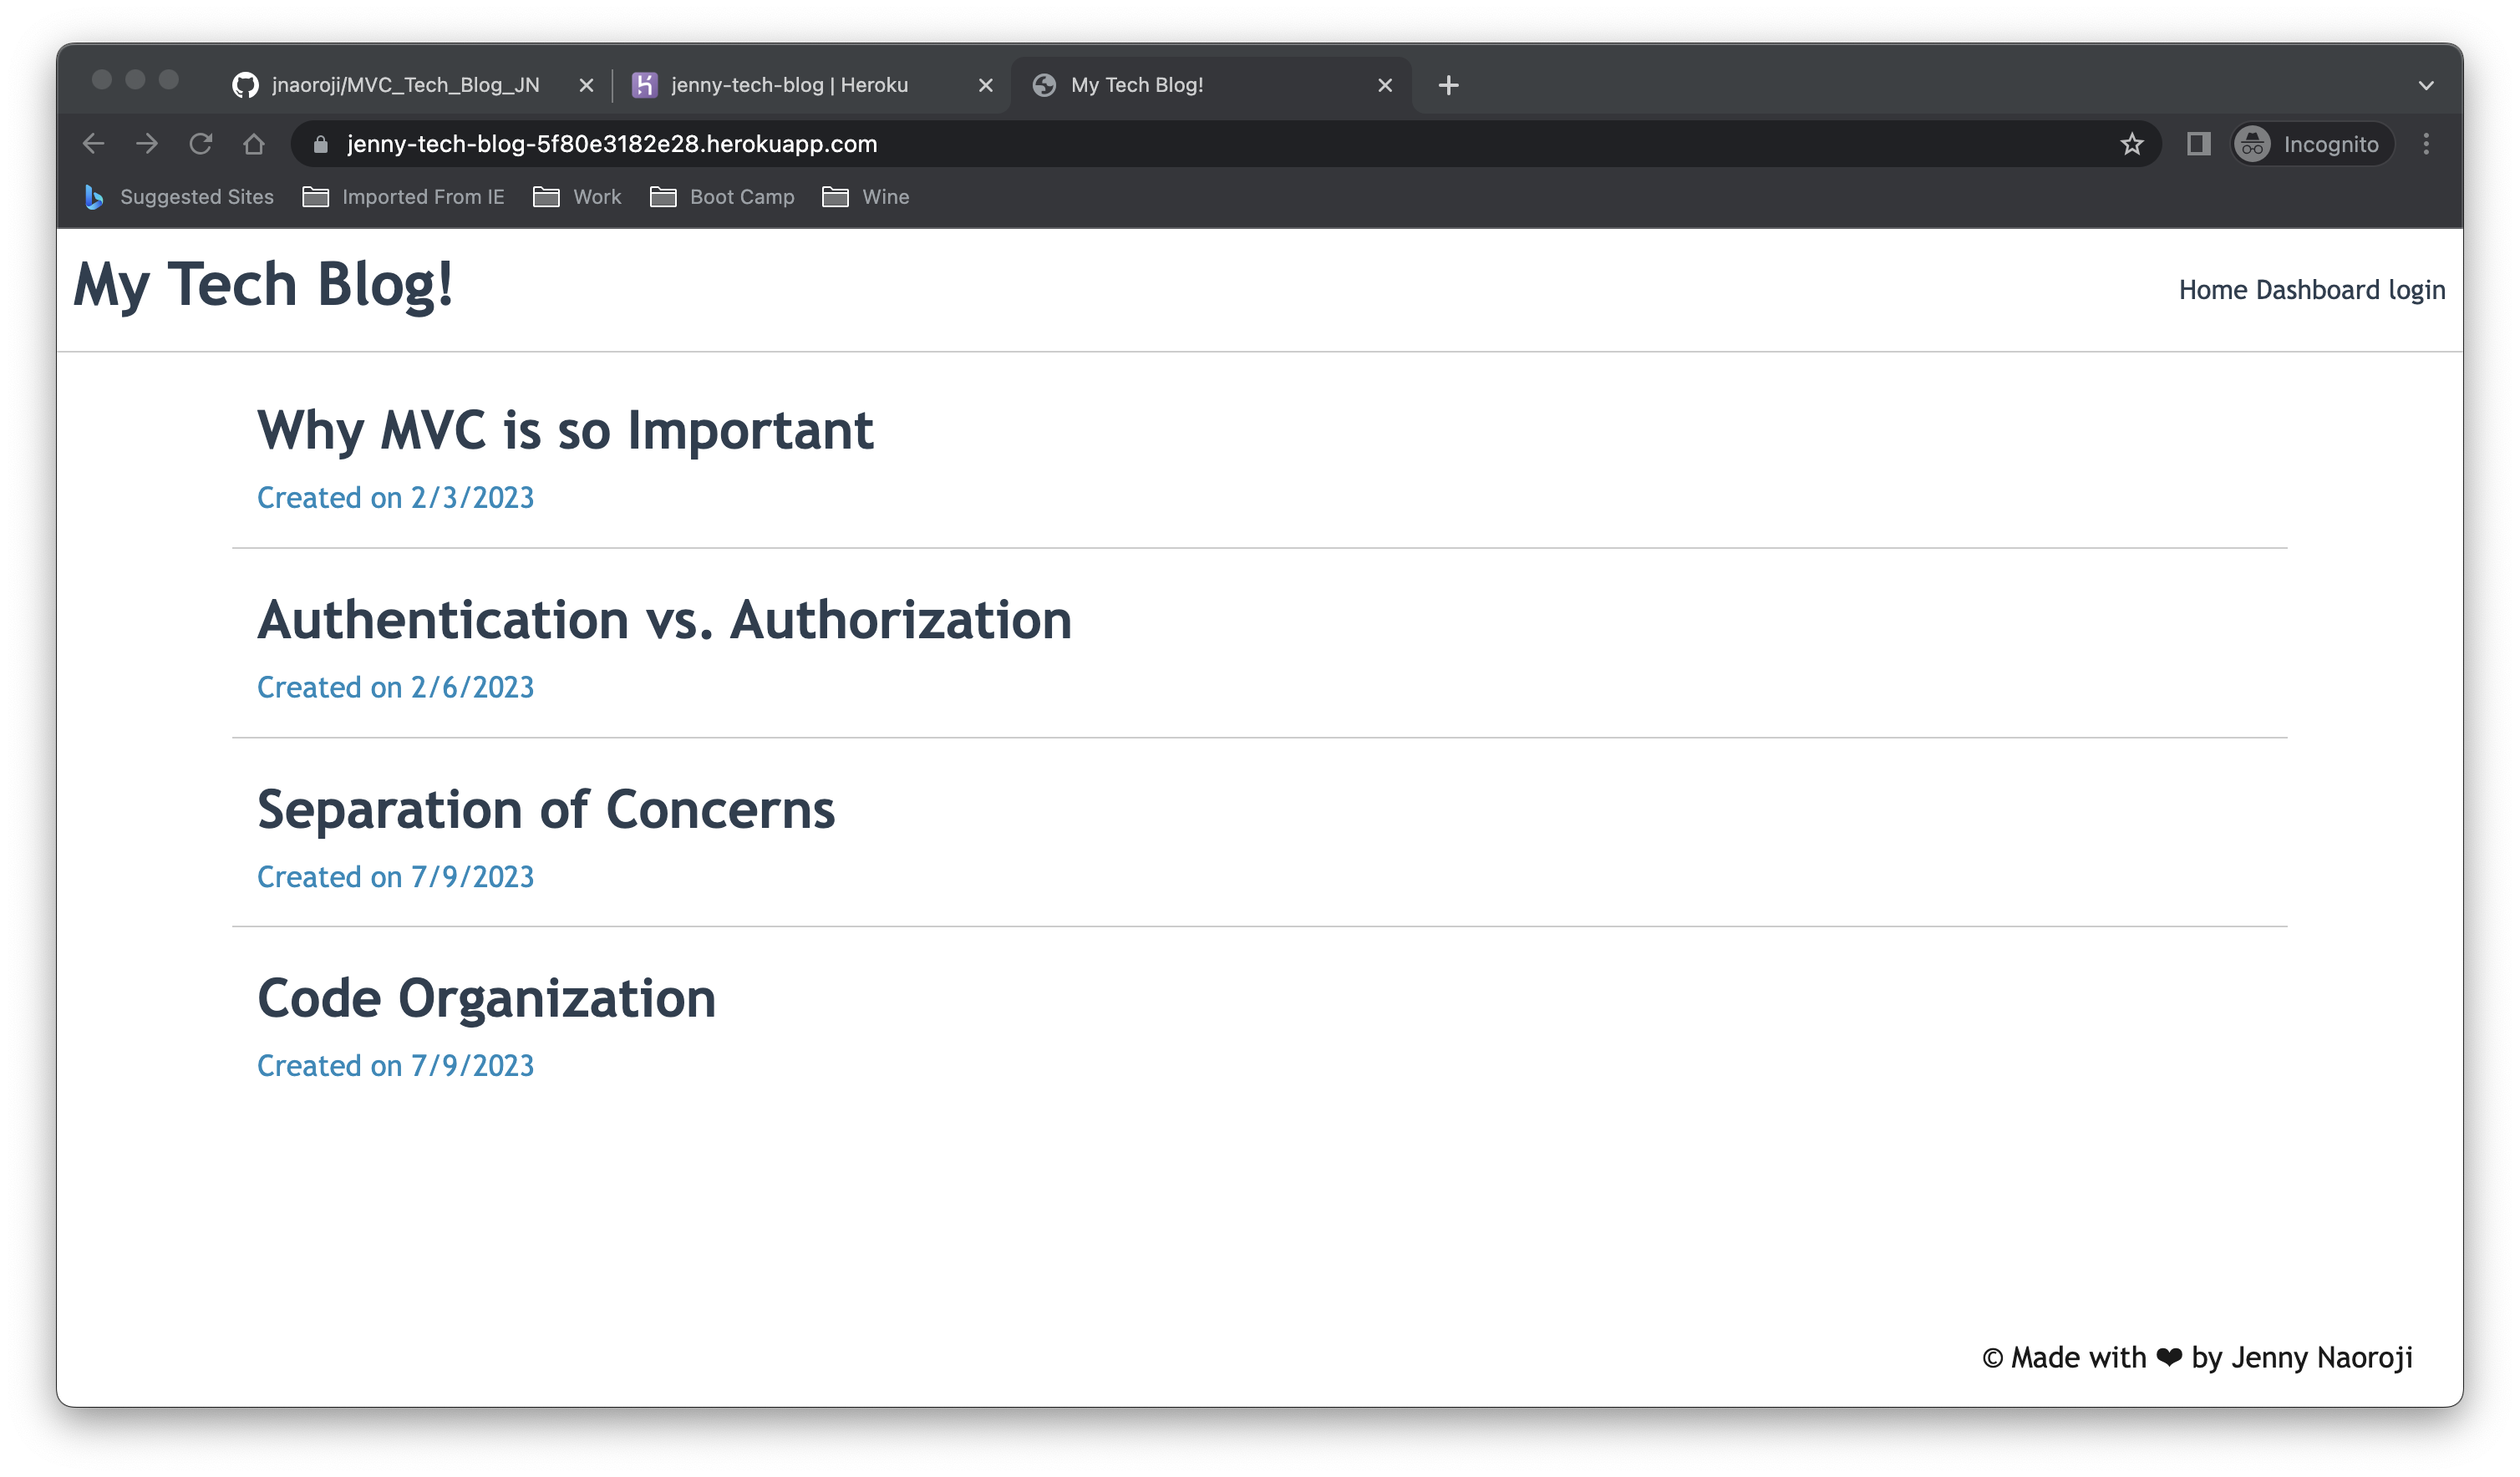 jnaoroji/MVC_Tech_Blog_JN jenny-tech-blog | Heroku My Tech Blog!
jenny-tech-blog-5f80e3182e28.herokuapp.com Incognito
Suggested Sites Imported From IE Work Boot Camp Wine
My Tech Blog! Home Dashboard login
Why MVC is so Important
Created on 2/3/2023
Authentication vs. Authorization
Created on 2/6/2023
Separation of Concerns
Created on 7/9/2023
Code Organization
Created on 7/9/2023
© Made with ❤ by Jenny Naoroji